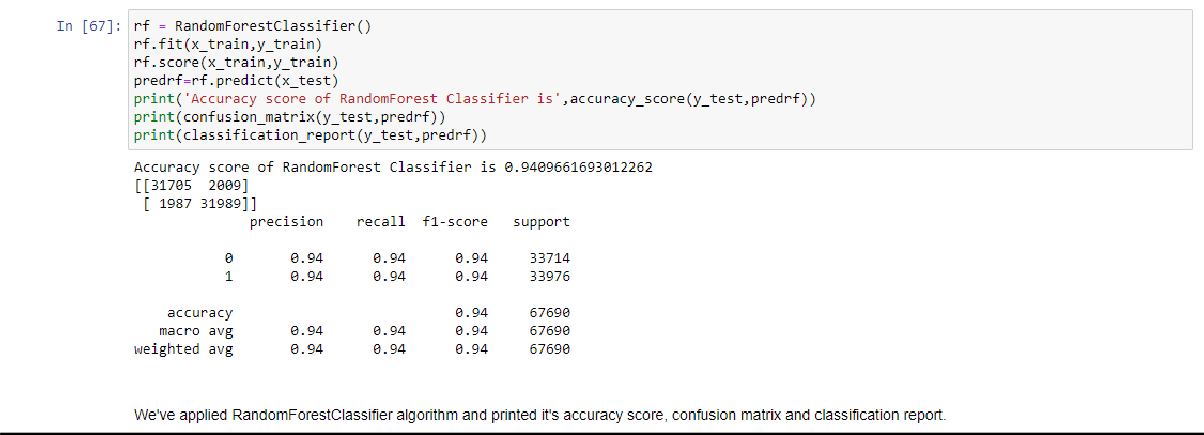 In [67]: rf = RandomForestClassifier()
rf.fit(x_train,y_train)
rf.score(x_train,y_train)
predrf=rf.predict(x_test)
print('Accuracy score of RandomForest Classifier is',accuracy_score(y_test,predrf))
print(confusion_matrix(y_test,predrf))
print(classification_report(y_test,predrf))
Accuracy score of RandomForest Classifier is 0.9409661693012262
[[31705  2009]
 [ 1987 31989]]
              precision    recall  f1-score   support
           0       0.94      0.94      0.94     33714
           1       0.94      0.94      0.94     33976
    accuracy                           0.94     67690
   macro avg       0.94      0.94      0.94     67690
weighted avg       0.94      0.94      0.94     67690
We've applied RandomForestClassifier algorithm and printed it's accuracy score, confusion matrix and classification report.